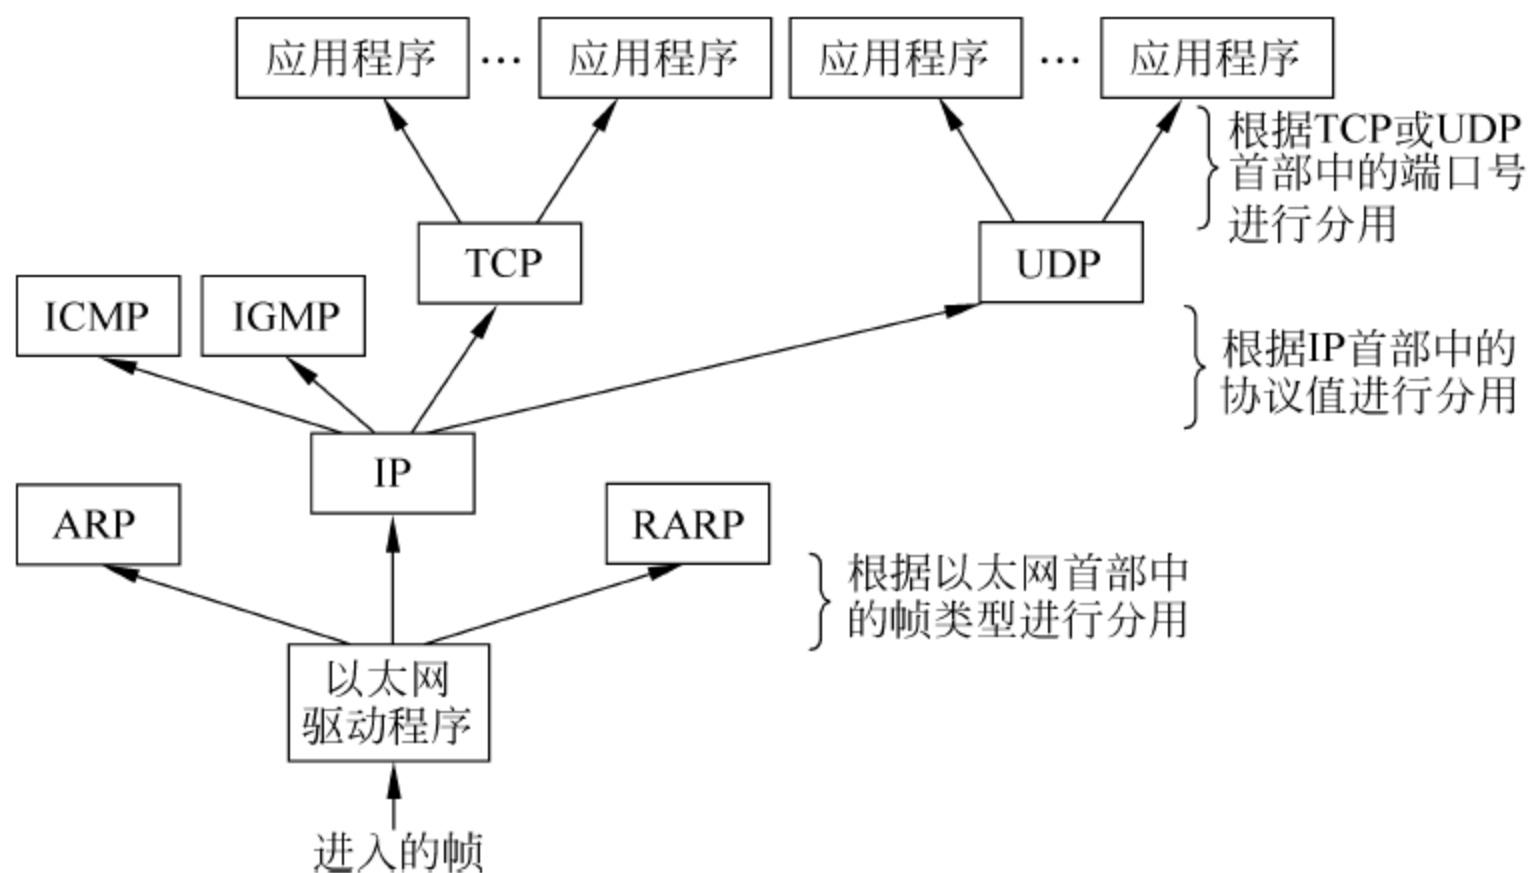 应用程序 … 应用程序 应用程序 … 应用程序
根据TCP或UDP
首部中的端口号
进行分用
TCP
UDP
ICMP
IGMP
根据IP首部中的
协议值进行分用
IP
ARP
RARP
根据以太网首部中
的帧类型进行分用
以太网
驱动程序
进入的帧